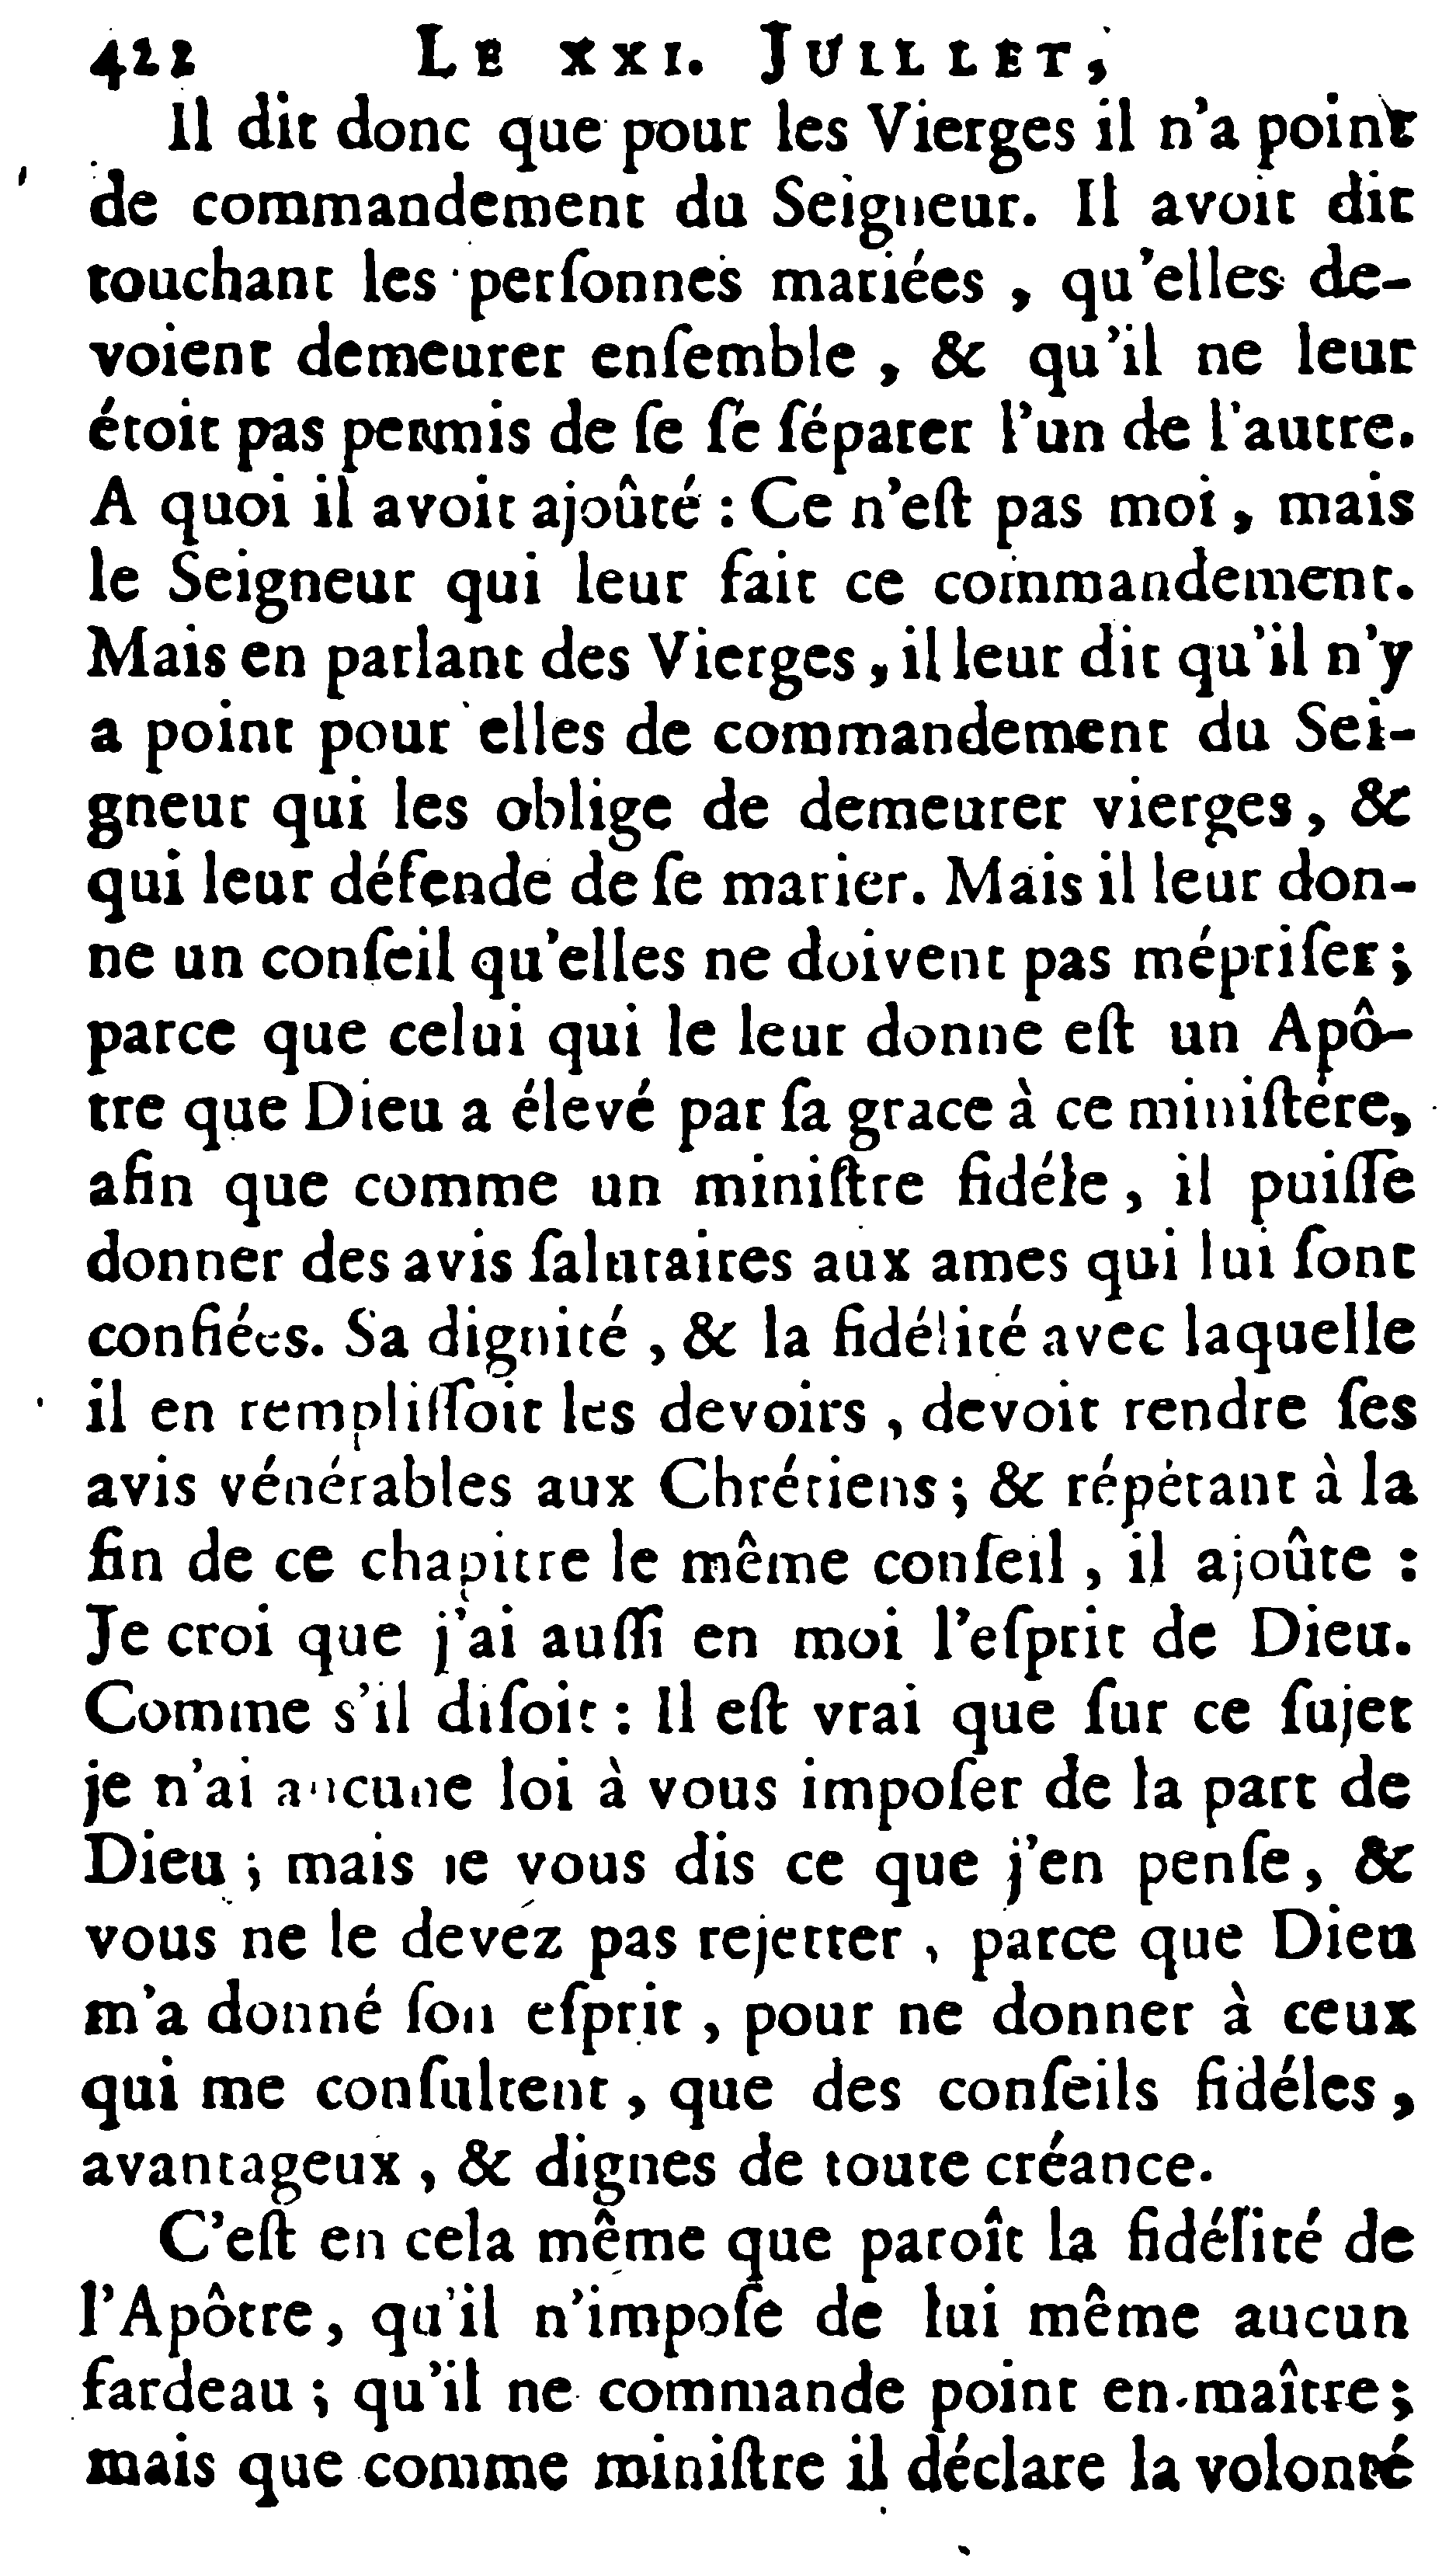 422 LE XXI. JUILLET,
Il dit donc que pour les Vierges il n'a point
de commandement du Seigneur. Il avoit dit
touchant les perſonnes mariées , qu'elles de-
voient demeurer enſemble , & qu'il ne leur
étoit pas permis de ſe ſe ſéparer l'un de l'autre.
A quoi il avoit ajoûté : Ce n'eſt pas moi , mais
le Seigneur qui leur fait ce commandement.
Mais en parlant des Vierges , il leur dit qu'il n'y
a point pour elles de commandement du Sei-
gneur qui les oblige de demeurer vierges , &
qui leur défende de ſe marier. Mais il leur don-
ne un conſeil qu'elles ne doivent pas mépriſer ;
parce que celui qui le leur donne eſt un Apô-
tre que Dieu a élevé par ſa grace à ce miniſtére,
afin que comme un miniſtre fidéle , il puiſſe
donner des avis ſalutaires aux ames qui lui ſont
confiées. Sa dignité , & la fidélité avec laquelle
il en rempliſſoit les devoirs , devoit rendre ſes
avis vénérables aux Chrétiens ; & répétant à la
fin de ce chapitre le même conſeil , il ajoûte :
Je croi que j'ai auſſi en moi l'eſprit de Dieu.
Comme s'il diſoit : Il eſt vrai que ſur ce ſujet
je n'ai aucune loi à vous impoſer de la part de
Dieu ; mais je vous dis ce que j'en penſe , &
vous ne le devez pas rejetter , parce que Dieu
m'a donné ſon eſprit , pour ne donner à ceux
qui me conſultent , que des conſeils fidéles ,
avantageux , & dignes de toute créance.
C'eſt en cela même que paroît la fidélité de
l'Apôtre , qu'il n'impoſe de lui même aucun
fardeau ; qu'il ne commande point en maître ;
mais que comme miniſtre il déclare la volonté